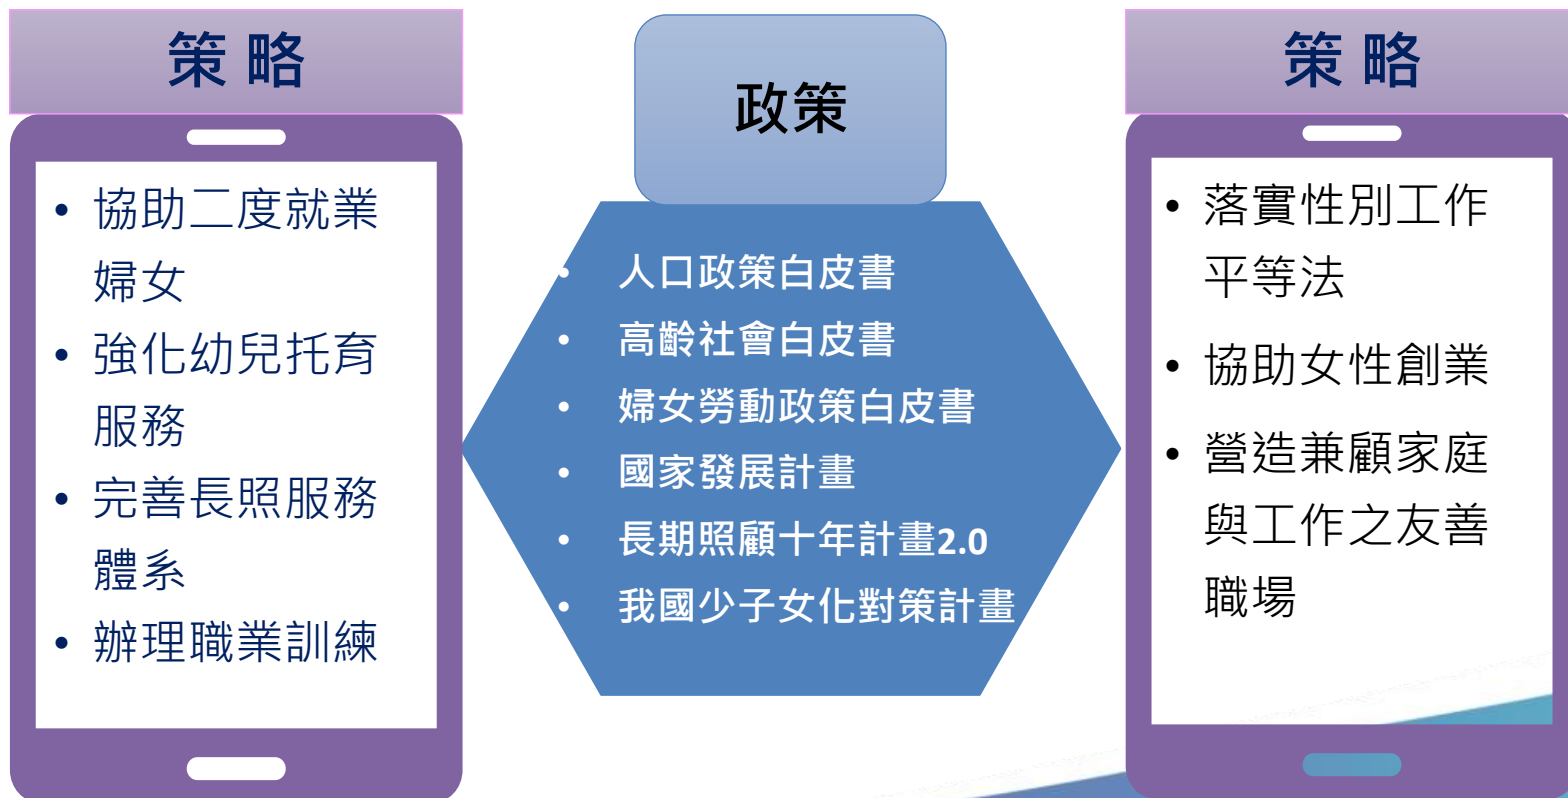 策略
• 協助二度就業
婦女
• 強化幼兒托育
服務
• 完善長照服務
體系
• 辦理職業訓練
政策
• 人口政策白皮書
• 高齡社會白皮書
• 婦女勞動政策白皮書
• 國家發展計畫
• 長期照顧十年計畫2.0
• 我國少子女化對策計畫
策略
• 落實性別工作
平等法
• 協助女性創業
• 營造兼顧家庭
與工作之友善
職場